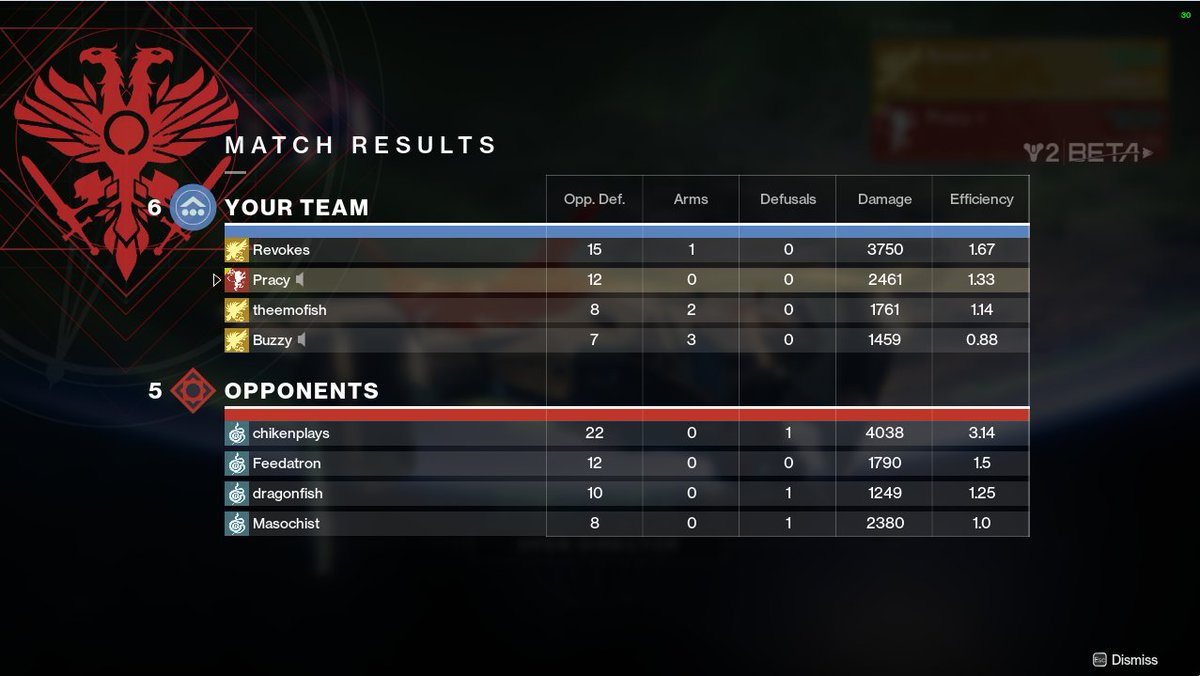 30
MATCH RESULTS
2 BETA
Opp. Def. Arms Defusals Damage Efficiency
6 YOUR TEAM
Revokes 15 1 0 3750 1.67
Pracy 12 0 0 2461 1.33
theemofish 8 2 0 1761 1.14
Buzzy 7 3 0 1459 0.88
5 OPPONENTS
chikenplays 22 0 1 4038 3.14
Feedatron 12 0 0 1790 1.5
dragonfish 10 0 1 1249 1.25
Masochist 8 0 1 2380 1.0
Esc Dismiss